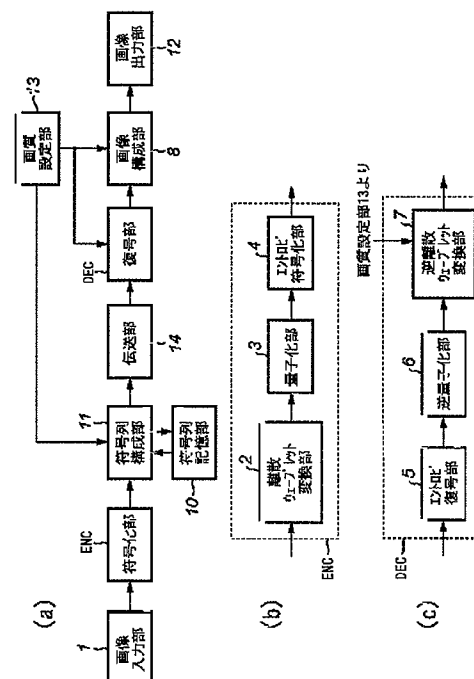 (a)
1
画像
入力部
ENC
符号化部
11
符号列
構成部
10
符号列
記憶部
14
伝送部
DEC
復号部
13
画質
設定部
8
画像
構成部
12
画像
出力部
(b)
2
離散
ウェーブレット
変換部
3
量子化部
4
エントロピ
符号化部
ENC
(c)
DEC
5
エントロピ
復号部
6
逆量子化部
画質設定部13より
7
逆離散
ウェーブレット
変換部